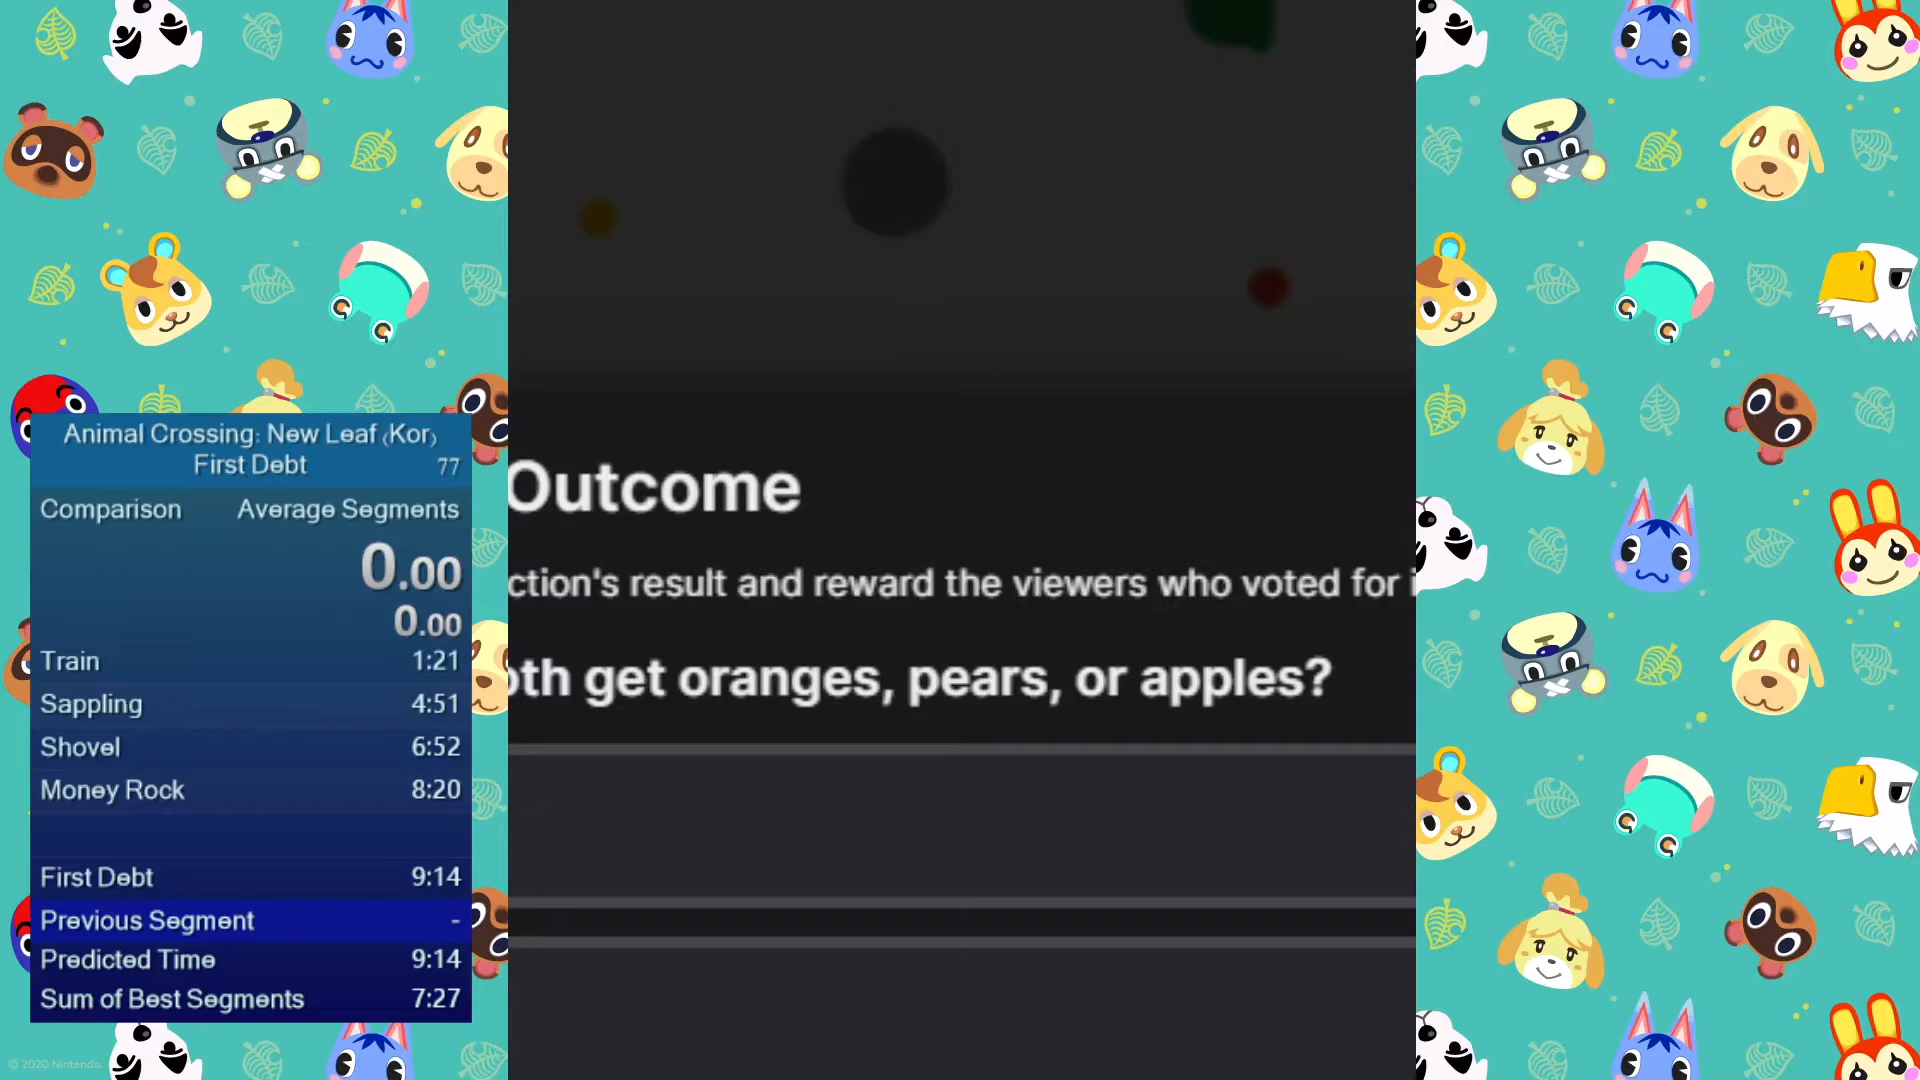 Animal Crossing: New Leaf (Kor)
First Debt 77
Comparison Average Segments
0.00
0.00
Train 1:21
Sappling 4:51
Shovel 6:52
Money Rock 8:20
First Debt 9:14
Previous Segment -
Predicted Time 9:14
Sum of Best Segments 7:27
© 2020 Nintendo
Outcome
ction's result and reward the viewers who voted for i
oth get oranges, pears, or apples?